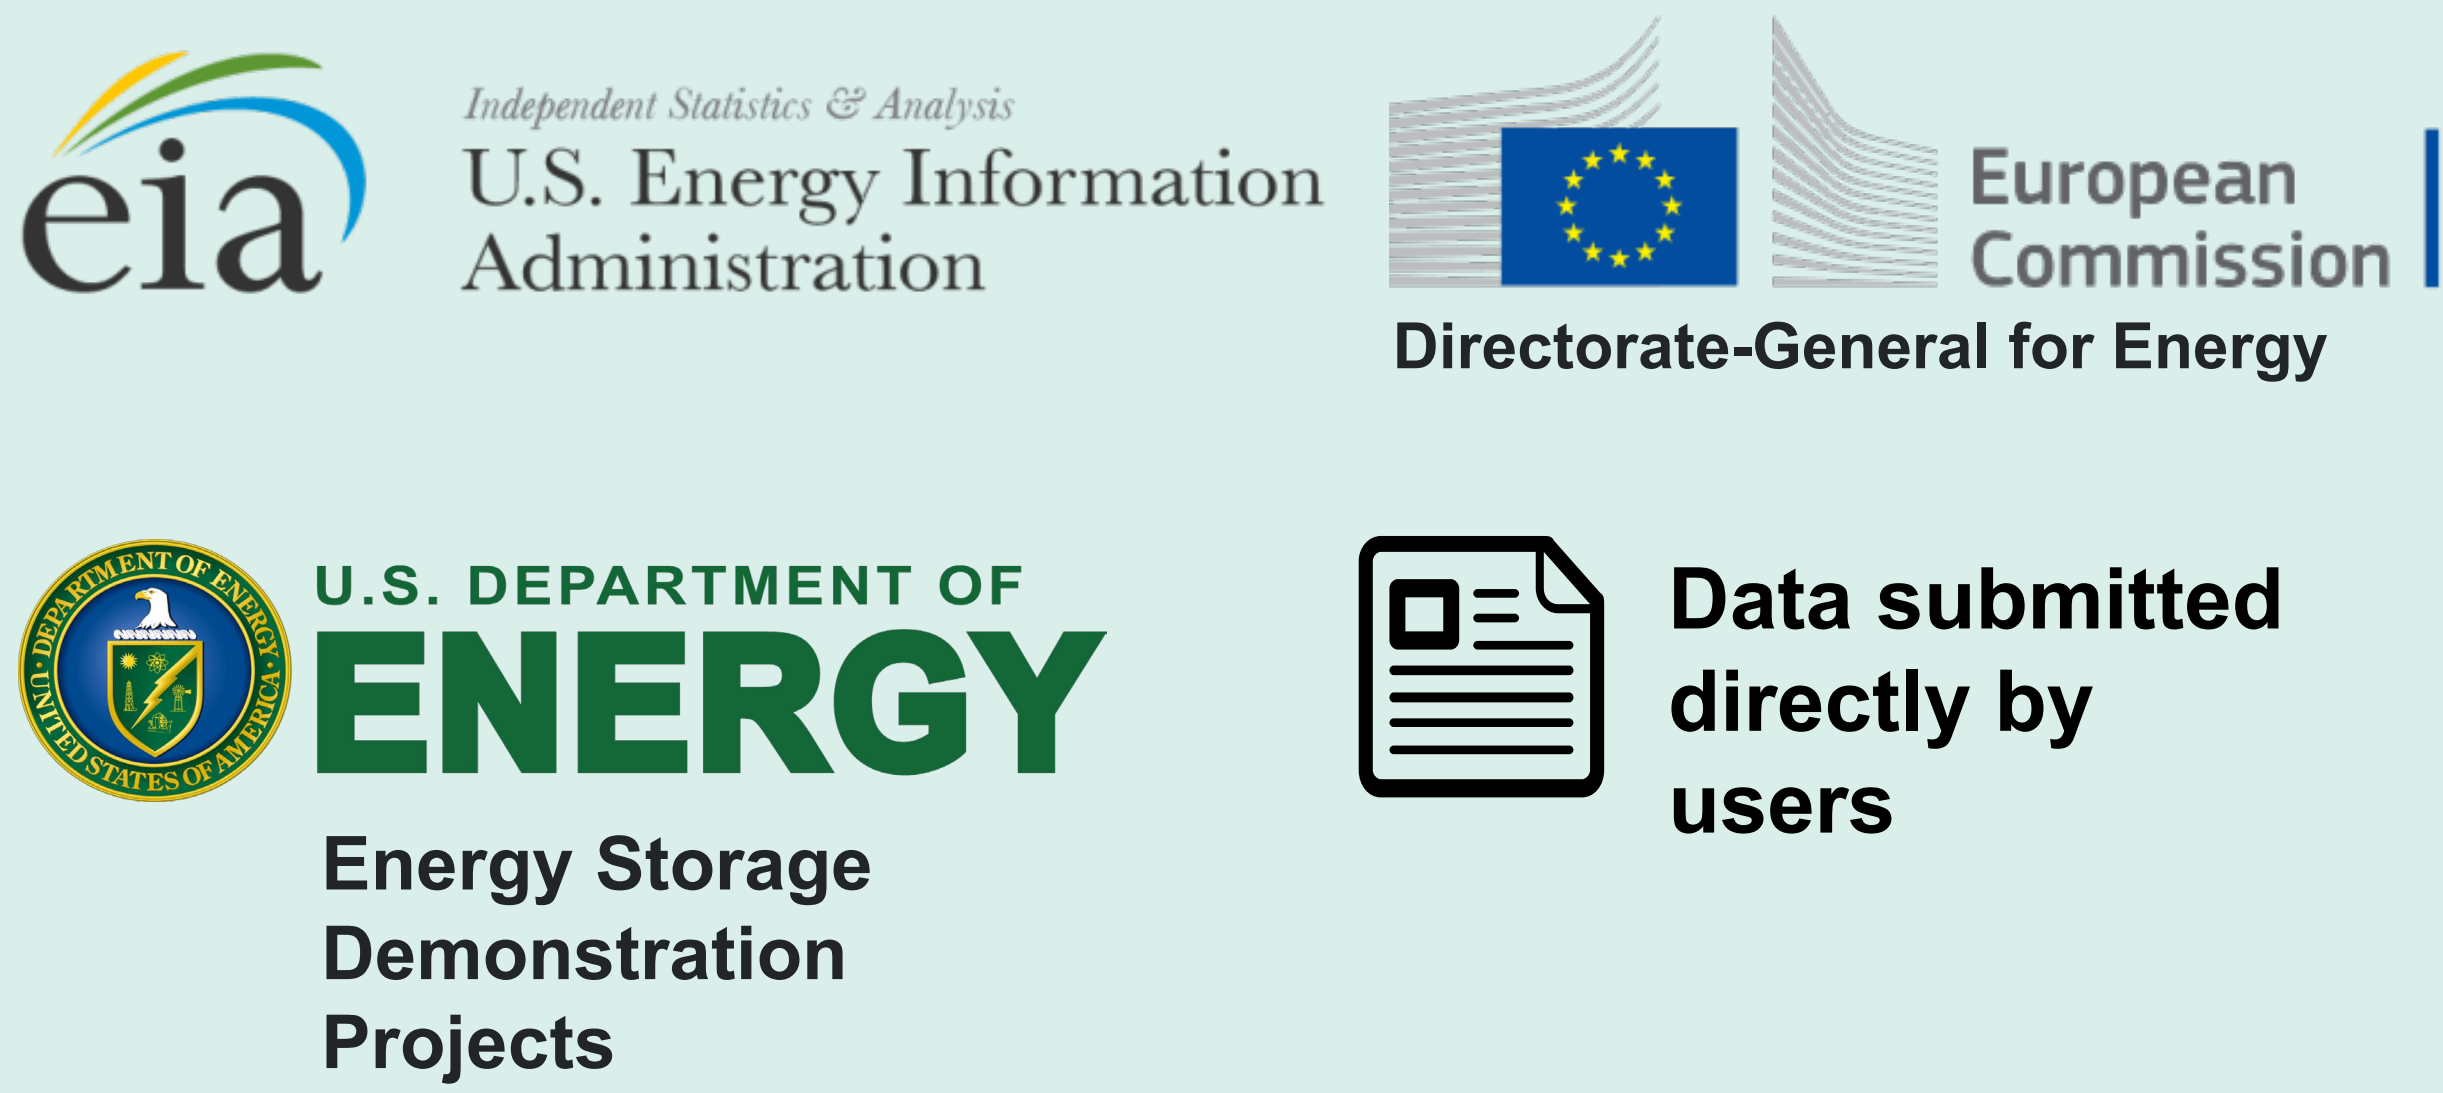 eia
Independent Statistics & Analysis
U.S. Energy Information
Administration
European
Commission
Directorate-General for Energy
DEPARTMENT OF ENERGY
UNITED STATES OF AMERICA
U.S. DEPARTMENT OF
ENERGY
Energy Storage
Demonstration
Projects
Data submitted
directly by
users